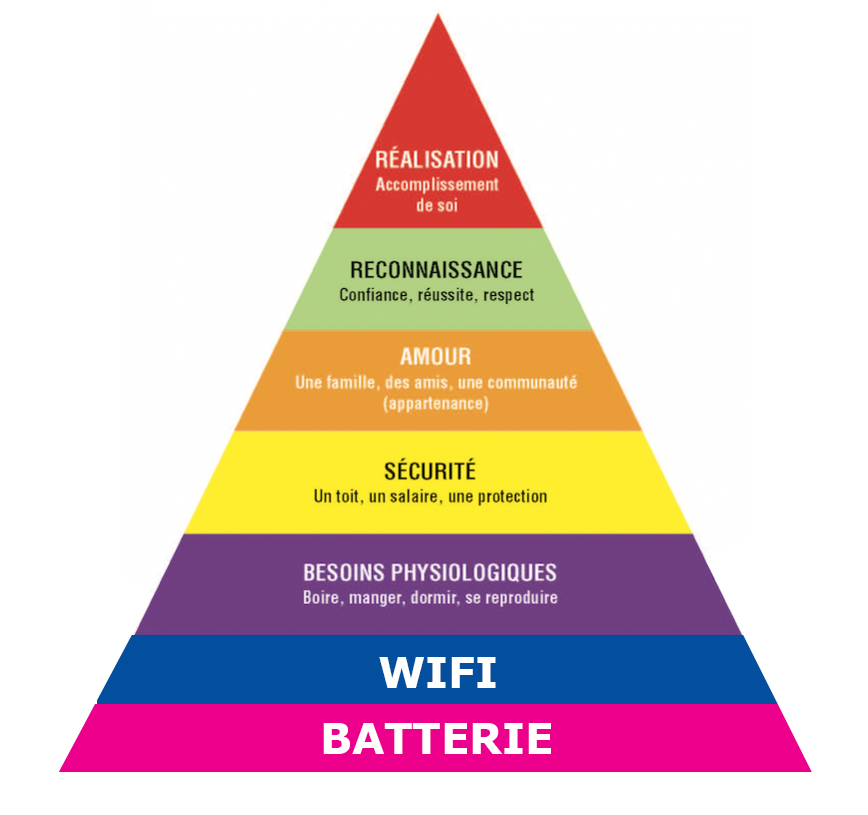 RÉALISATION
Accomplissement
de soi
RECONNAISSANCE
Confiance, réussite, respect
AMOUR
Une famille, des amis, une communauté
(appartenance)
SÉCURITÉ
Un toit, un salaire, une protection
BESOINS PHYSIOLOGIQUES
Boire, manger, dormir, se reproduire
WIFI
BATTERIE